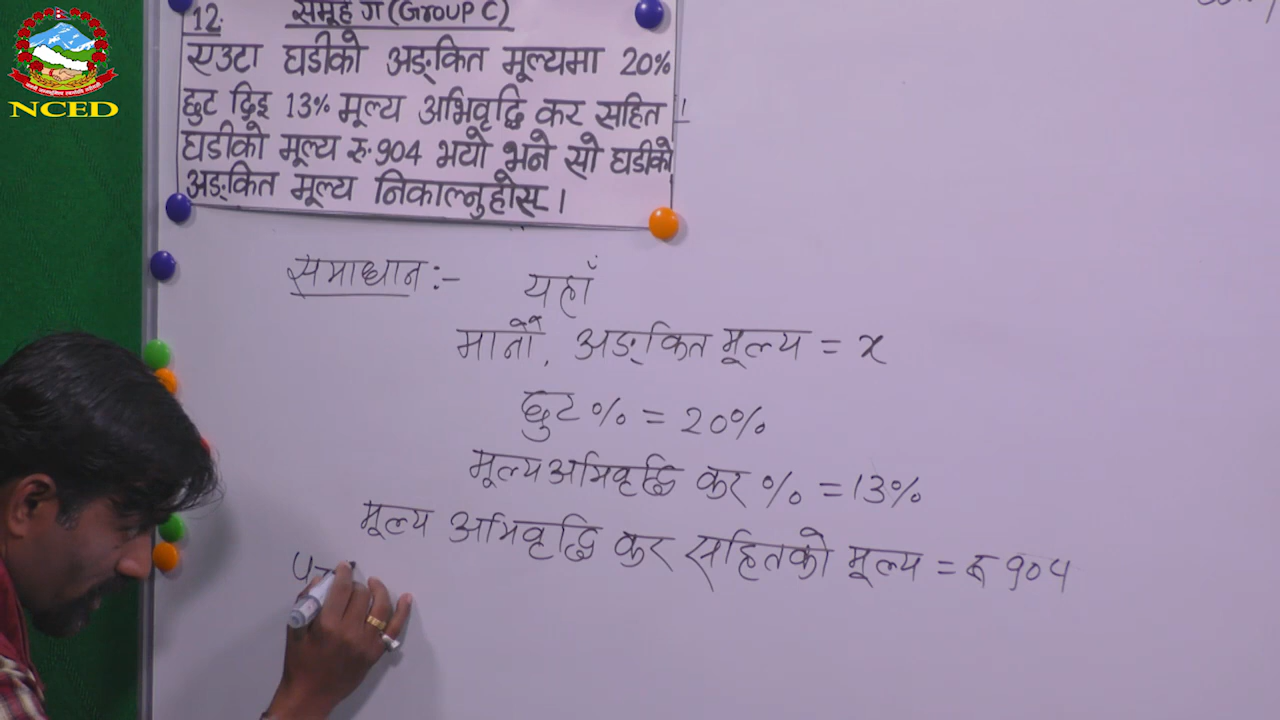 NCED
12. समूह ग (Group C)
एउटा घडीको अङ्कित मूल्यमा 20%
छुट दिइ 13% मूल्य अभिवृद्धि कर सहित
घडीको मूल्य रु.904 भयो भने सो घडीको
अङ्कित मूल्य निकाल्नुहोस् ।
समाधान :- यहाँ
मानौं, अङ्कित मूल्य = x
छुट % = 20%
मूल्य अभिवृद्धि कर % = 13%
मूल्य अभिवृद्धि कर सहितको मूल्य = रु 904